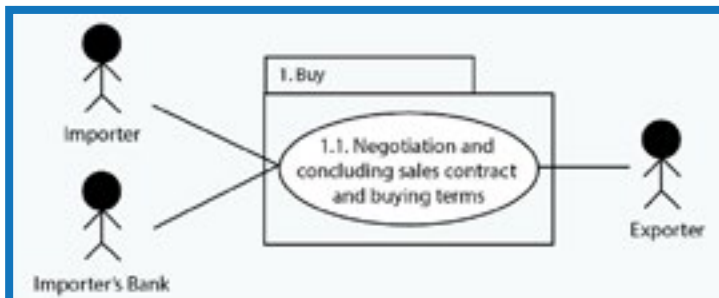 1. Buy
Importer
1.1. Negotiation and
concluding sales contract
and buying terms
Importer's Bank
Exporter